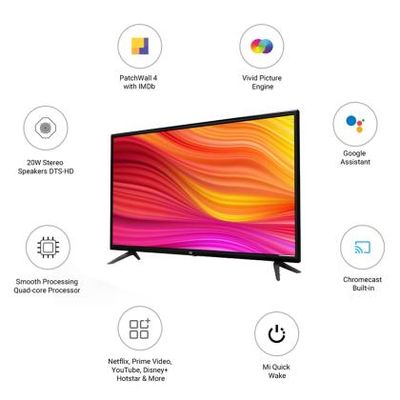 PatchWall 4
with IMDb
Vivid Picture
Engine
20W Stereo
Speakers DTS-HD
Google
Assistant
Smooth Processing
Quad-core Processor
Chromecast
Built-in
Netflix, Prime Video,
YouTube, Disney+
Hotstar & More
Mi Quick
Wake